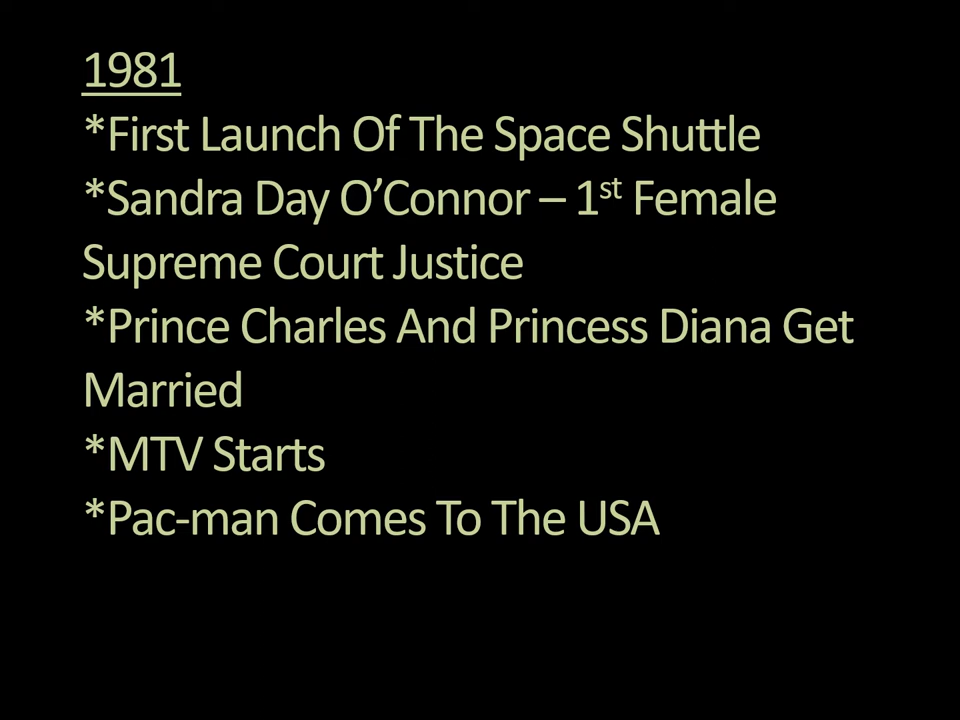 1981
*First Launch Of The Space Shuttle
*Sandra Day O’Connor – 1st Female
Supreme Court Justice
*Prince Charles And Princess Diana Get
Married
*MTV Starts
*Pac-man Comes To The USA